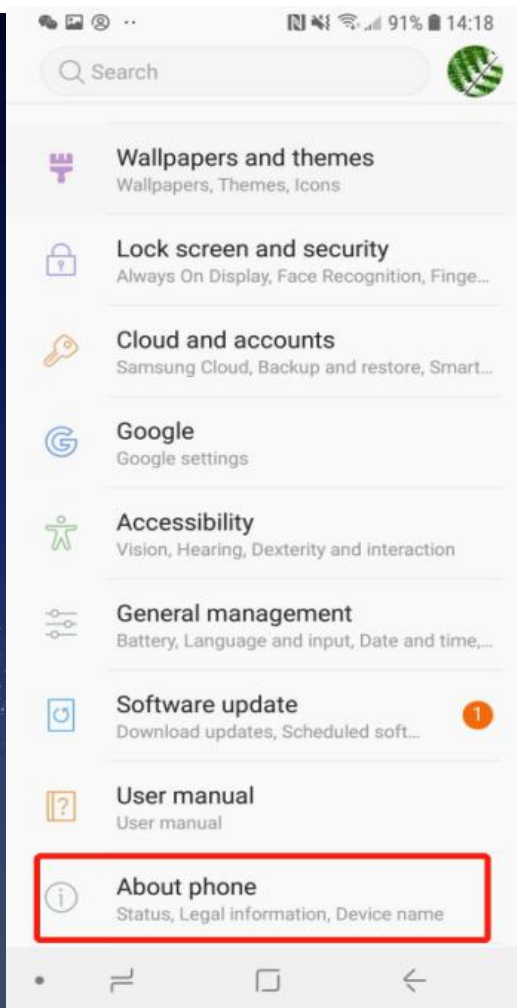 91% 14:18
Search
Wallpapers and themes
Wallpapers, Themes, Icons
Lock screen and security
Always On Display, Face Recognition, Finge...
Cloud and accounts
Samsung Cloud, Backup and restore, Smart...
Google
Google settings
Accessibility
Vision, Hearing, Dexterity and interaction
General management
Battery, Language and input, Date and time,...
Software update
1
Download updates, Scheduled soft...
User manual
User manual
About phone
Status, Legal information, Device name